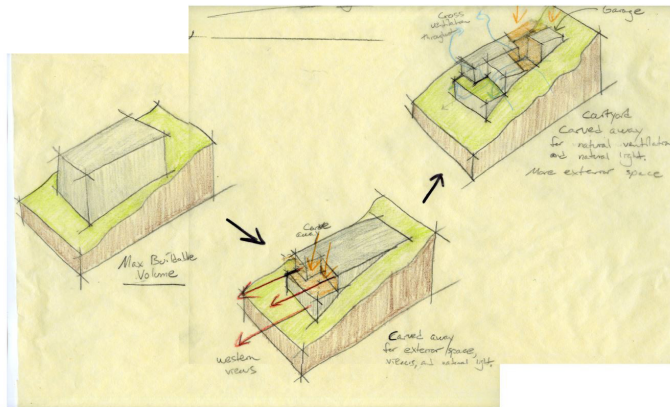 Max Buildable
Volume
Carve
away
western
views
Carved away
for exterior space,
views, and natural light.
Cross
ventilation
throughout
Garage
Courtyard
Carved away
for natural ventilation
and natural light.
More exterior space